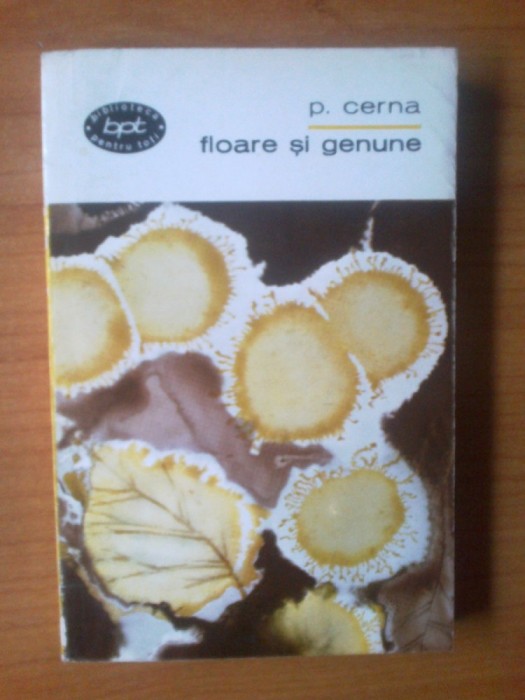 biblioteca
bpt
pentru toți
p. cerna
floare și genune